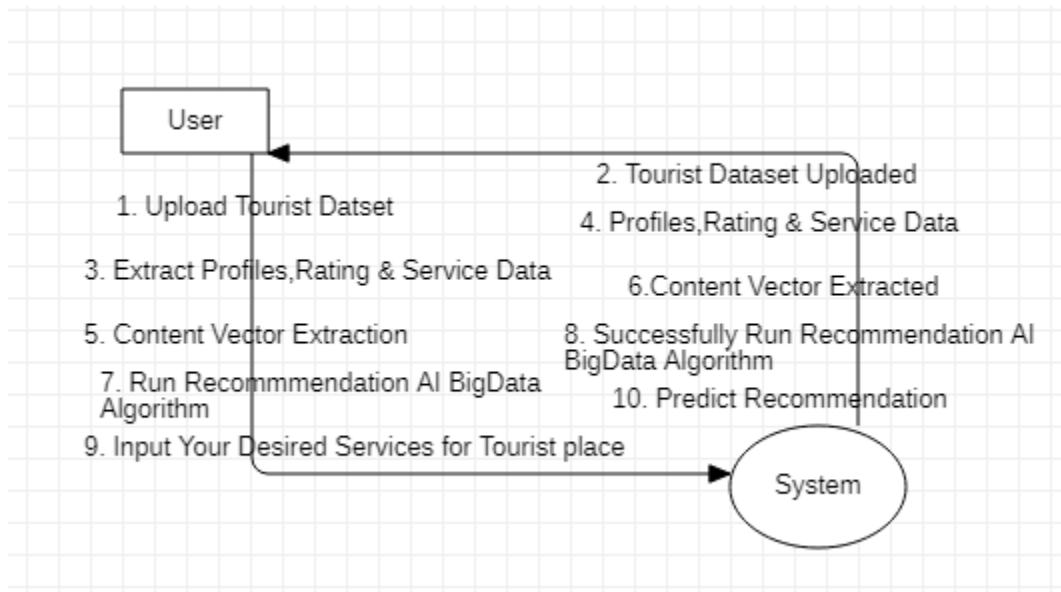 User
2. Tourist Dataset Uploaded
1. Upload Tourist Datset
4. Profiles,Rating & Service Data
3. Extract Profiles,Rating & Service Data
6.Content Vector Extracted
5. Content Vector Extraction
8. Successfully Run Recommendation AI
BigData Algorithm
7. Run Recommmendation AI BigData
Algorithm
10. Predict Recommendation
9. Input Your Desired Services for Tourist place
System